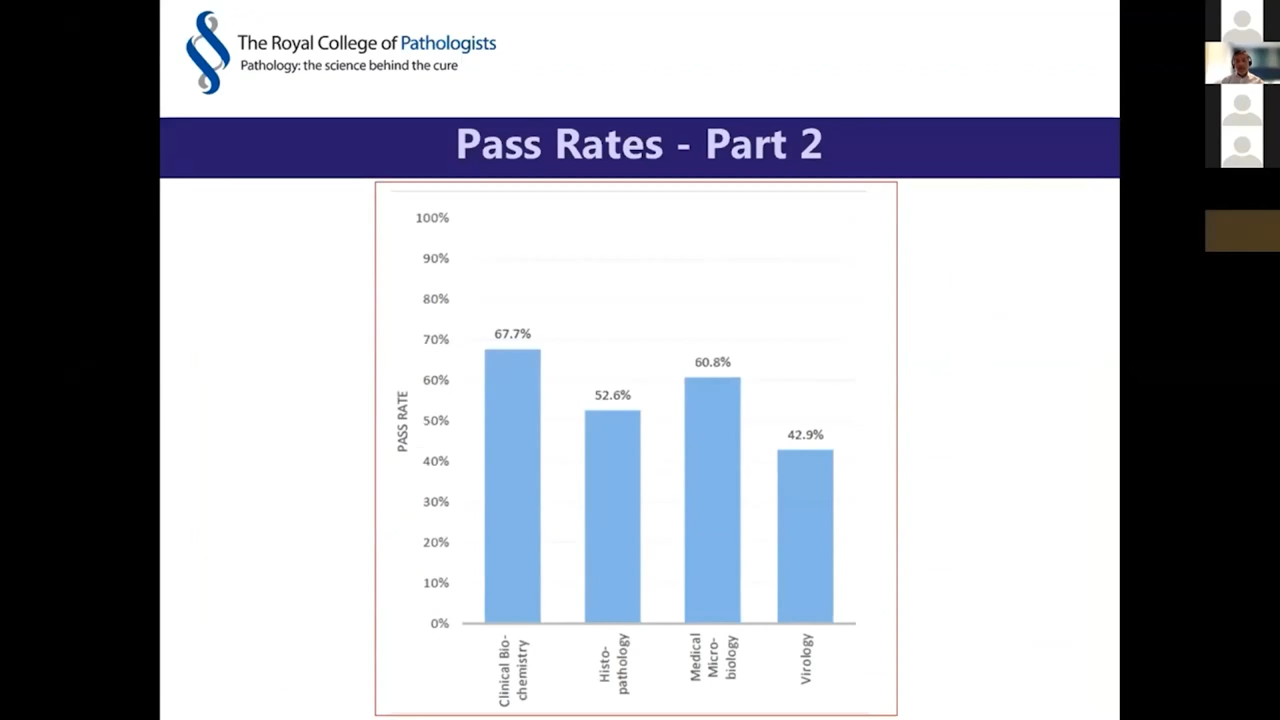 The Royal College of Pathologists
Pathology: the science behind the cure
Pass Rates - Part 2
100%
90%
80%
70%
60%
50%
40%
30%
20%
10%
0%
PASS RATE
67.7%
52.6%
60.8%
42.9%
Clinical Bio-
chemistry
Histo-
pathology
Medical
Micro-
biology
Virology